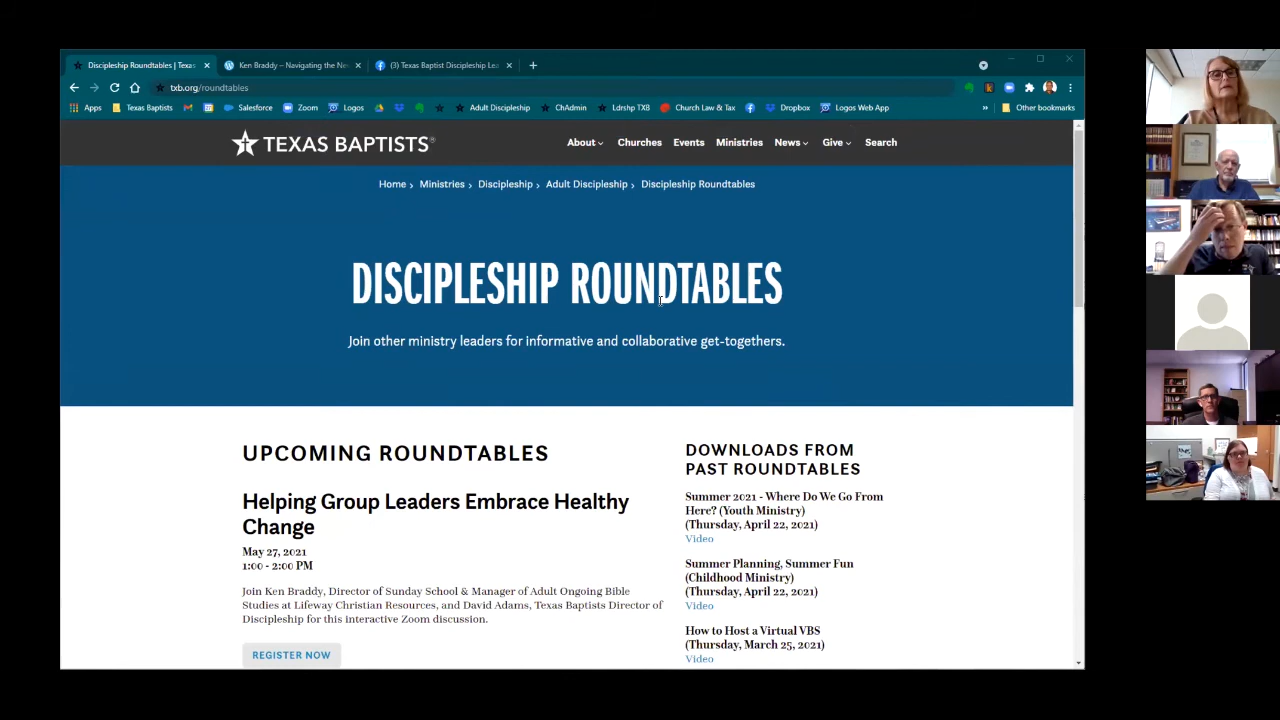 Discipleship Roundtables | Texas
Ken Braddy – Navigating the Ne
(3) Texas Baptist Discipleship Lea
txb.org/roundtables
Apps Texas Baptists Salesforce Zoom Logos Adult Discipleship ChAdmin Ldrshp TXB Church Law & Tax Dropbox Logos Web App » Other bookmarks
TEXAS BAPTISTS®
About Churches Events Ministries News Give Search
Home › Ministries › Discipleship › Adult Discipleship › Discipleship Roundtables
DISCIPLESHIP ROUNDTABLES
Join other ministry leaders for informative and collaborative get-togethers.
UPCOMING ROUNDTABLES
Helping Group Leaders Embrace Healthy
Change
May 27, 2021
1:00 - 2:00 PM
Join Ken Braddy, Director of Sunday School & Manager of Adult Ongoing Bible
Studies at Lifeway Christian Resources, and David Adams, Texas Baptists Director of
Discipleship for this interactive Zoom discussion.
REGISTER NOW
DOWNLOADS FROM
PAST ROUNDTABLES
Summer 2021 - Where Do We Go From
Here? (Youth Ministry)
(Thursday, April 22, 2021)
Video
Summer Planning, Summer Fun
(Childhood Ministry)
(Thursday, April 22, 2021)
Video
How to Host a Virtual VBS
(Thursday, March 25, 2021)
Video